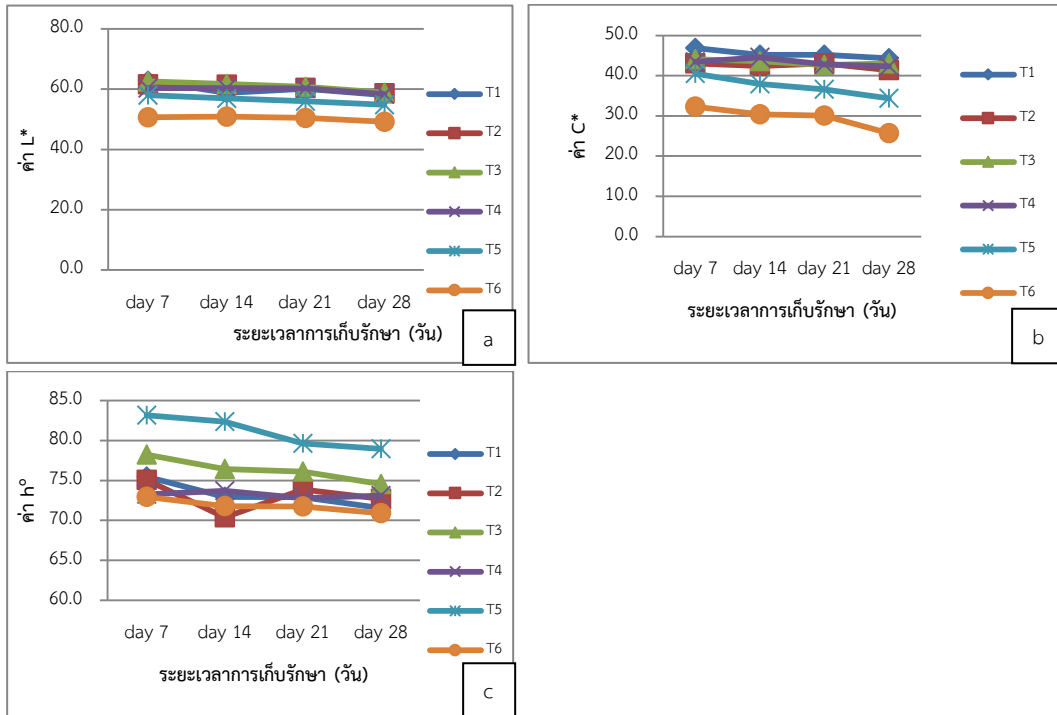 80.0
60.0
40.0
20.0
0.0
ค่า L*
day 7 day 14 day 21 day 28
ระยะเวลาการเก็บรักษา (วัน)
T1
T2
T3
T4
T5
T6
a
50.0
40.0
30.0
20.0
10.0
0.0
ค่า C*
day 7 day 14 day 21 day 28
ระยะเวลาการเก็บรักษา (วัน)
T1
T2
T3
T4
T5
T6
b
85.0
80.0
75.0
70.0
65.0
60.0
ค่า h°
day 7 day 14 day 21 day 28
ระยะเวลาการเก็บรักษา (วัน)
T1
T2
T3
T4
T5
T6
c